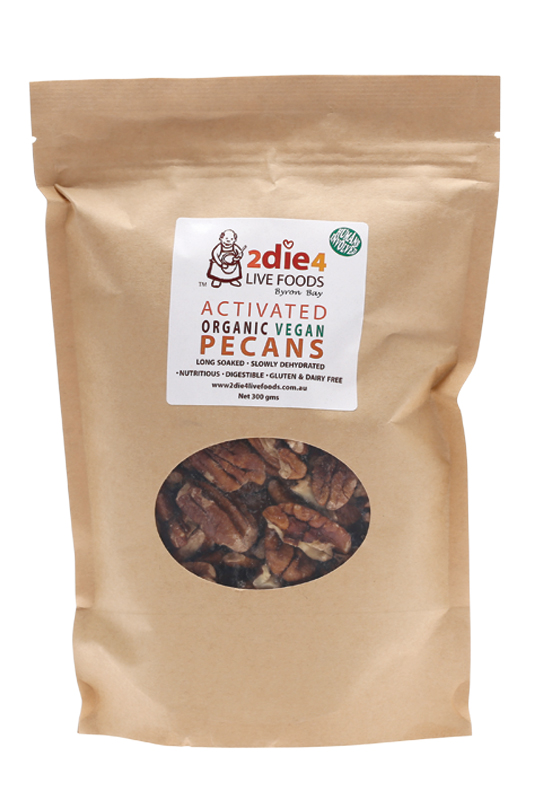 2die4
TM LIVE FOODS
Byron Bay
ACTIVATED
ORGANIC VEGAN
PECANS
LONG SOAKED • SLOWLY DEHYDRATED
• NUTRITIOUS • DIGESTIBLE • GLUTEN & DAIRY FREE
www.2die4livefoods.com.au
Net 300 gms